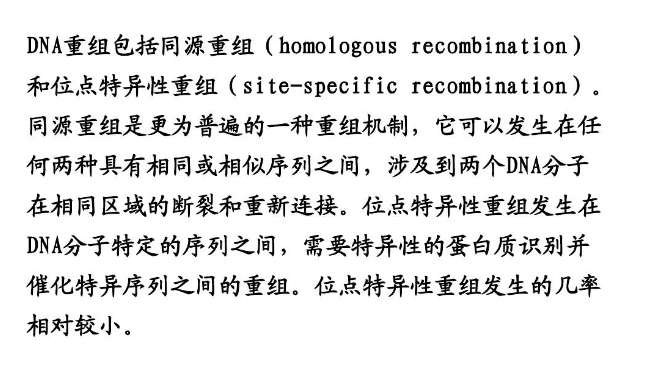 DNA重组包括同源重组（homologous recombination）
和位点特异性重组（site-specific recombination）。
同源重组是更为普遍的一种重组机制，它可以发生在任
何两种具有相同或相似序列之间，涉及到两个DNA分子
在相同区域的断裂和重新连接。位点特异性重组发生在
DNA分子特定的序列之间，需要特异性的蛋白质识别并
催化特异序列之间的重组。位点特异性重组发生的几率
相对较小。